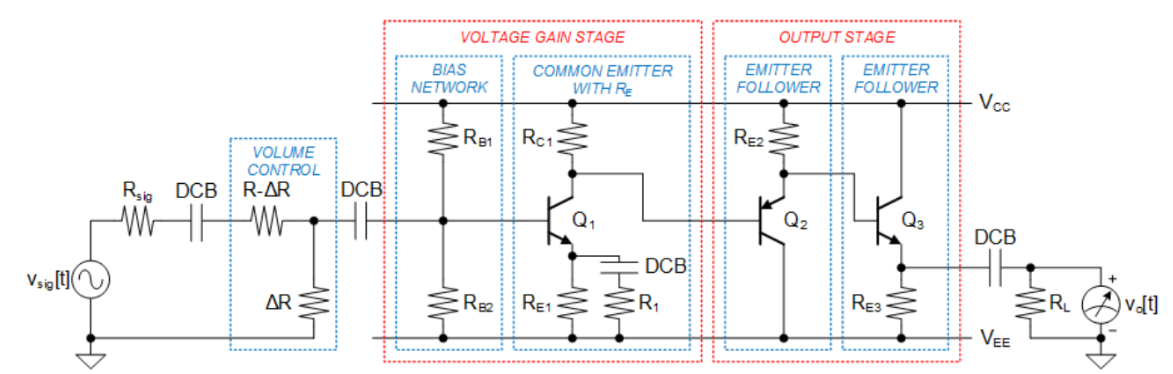 VOLTAGE GAIN STAGE
OUTPUT STAGE
BIAS
NETWORK
COMMON EMITTER
WITH RE
EMITTER
FOLLOWER
EMITTER
FOLLOWER
VCC
RB1
RC1
RE2
VOLUME
CONTROL
Rsig
DCB
R-ΔR
DCB
Q1
Q2
Q3
DCB
DCB
vsig[t]
ΔR
RB2
RE1
R1
RE3
RL
+
vo[t]
−
VEE